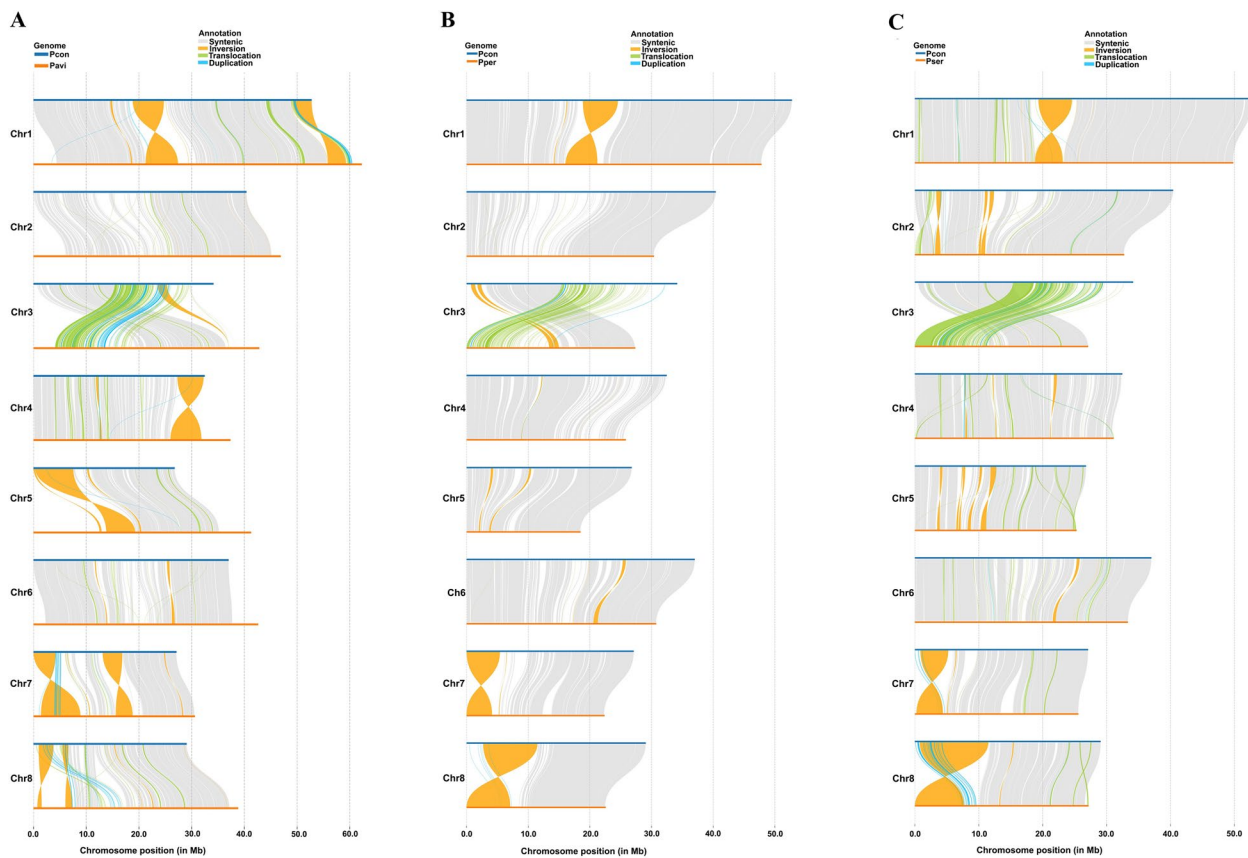 A
Genome
Pcon
Pavi
Annotation
Syntenic
Inversion
Translocation
Duplication
Chr1
Chr2
Chr3
Chr4
Chr5
Chr6
Chr7
Chr8
0.0 10.0 20.0 30.0 40.0 50.0 60.0
Chromosome position (in Mb)
B
Genome
Pcon
Pper
Annotation
Syntenic
Inversion
Translocation
Duplication
Chr1
Chr2
Chr3
Chr4
Chr5
Ch6
Chr7
Chr8
0.0 10.0 20.0 30.0 40.0 50.0
Chromosome position (in Mb)
C
Genome
Pcon
Pser
Annotation
Syntenic
Inversion
Translocation
Duplication
Chr1
Chr2
Chr3
Chr4
Chr5
Chr6
Chr7
Chr8
0.0 10.0 20.0 30.0 40.0 50.0
Chromosome position (in Mb)